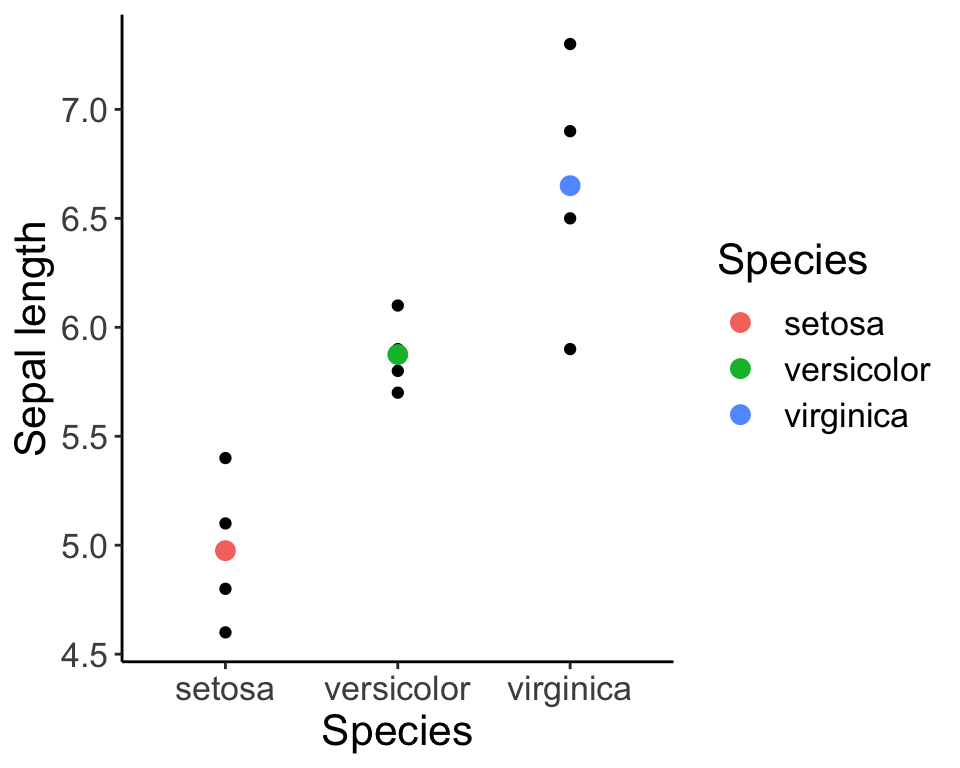 Sepal length
7.0
6.5
6.0
5.5
5.0
4.5
setosa versicolor virginica
Species
Species
setosa
versicolor
virginica